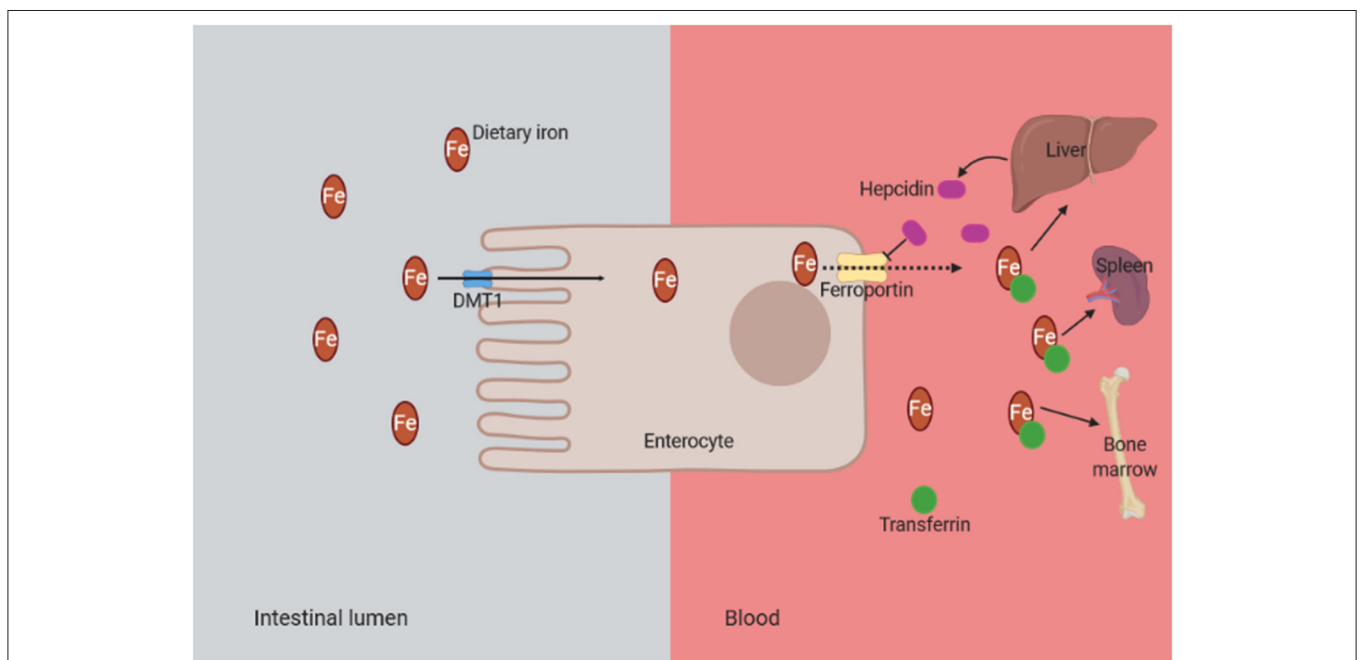 Dietary iron
Fe
Fe
Fe
DMT1
Fe
Fe
Fe
Fe
Enterocyte
Ferroportin
Hepcidin
Liver
Fe
Spleen
Fe
Fe
Fe
Bone
marrow
Transferrin
Intestinal lumen
Blood